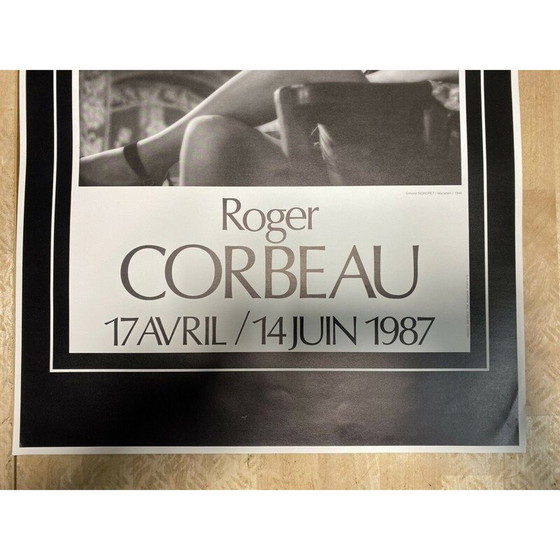 Roger
CORBEAU
17 AVRIL / 14 JUIN 1987